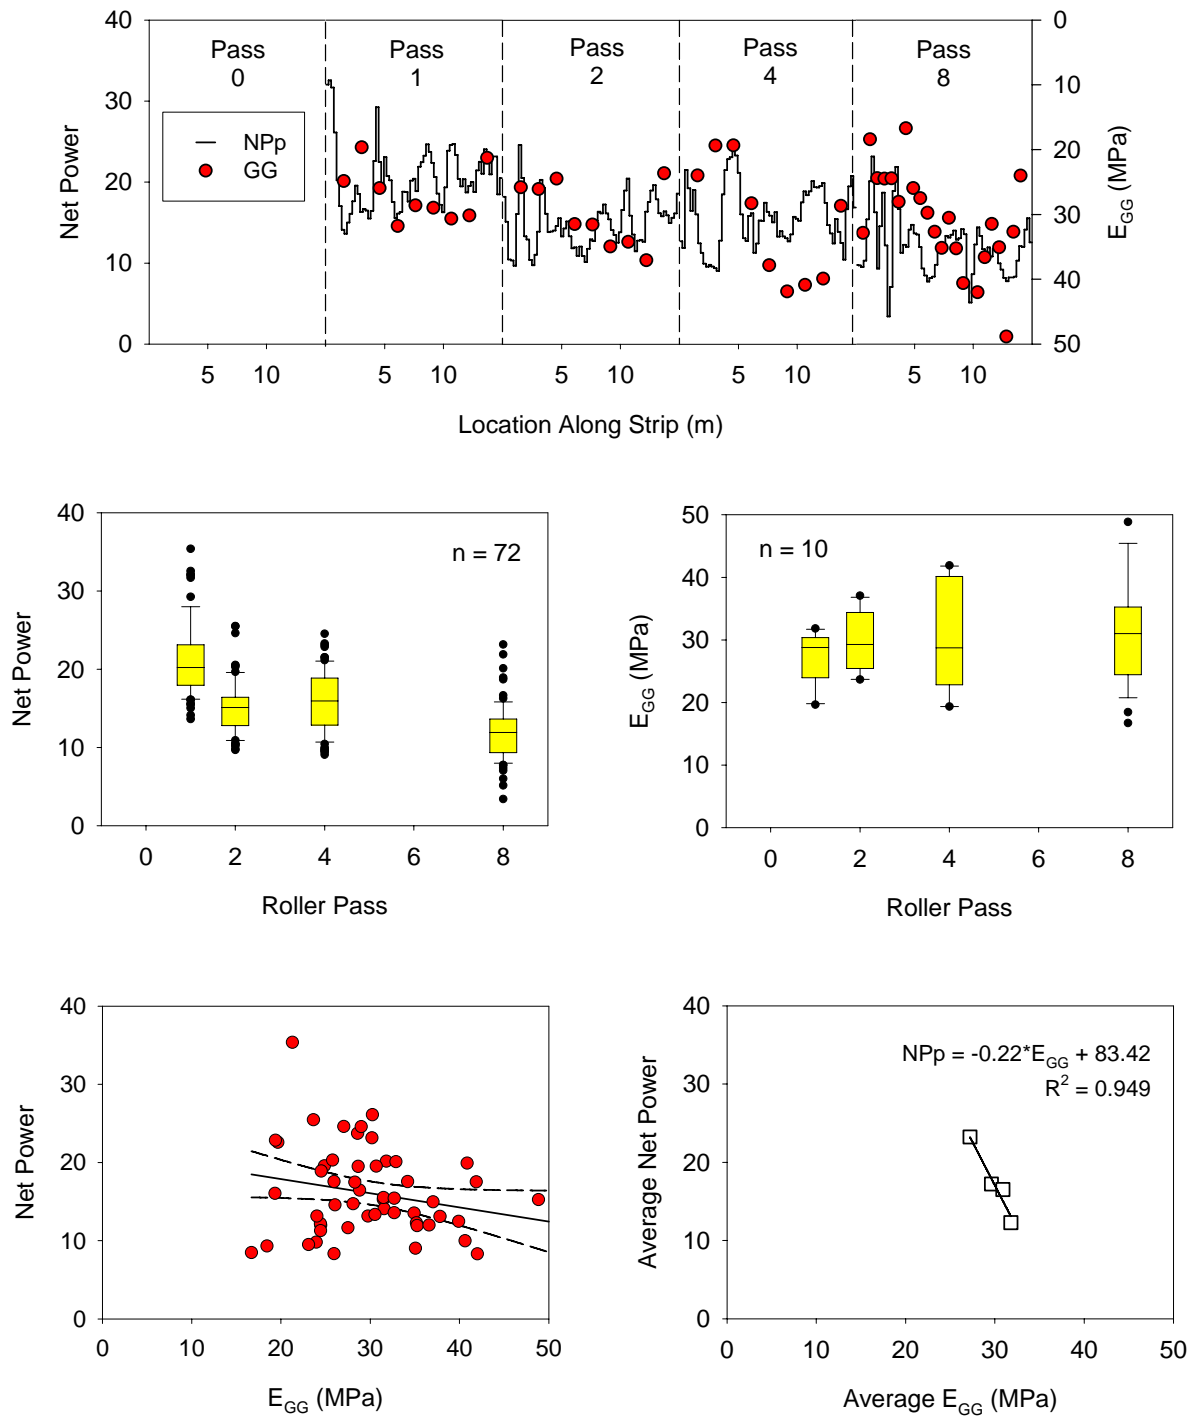 40
30
20
10
0
Net Power
Pass
0
Pass
1
Pass
2
Pass
4
Pass
8
NPp
GG
0
10
20
30
40
50
E_GG (MPa)
5 10 5 10 5 10 5 10 5 10
Location Along Strip (m)
40
30
20
10
0
Net Power
n = 72
0 2 4 6 8
Roller Pass
50
40
30
20
10
0
E_GG (MPa)
n = 10
0 2 4 6 8
Roller Pass
40
30
20
10
0
Net Power
0 10 20 30 40 50
E_GG (MPa)
40
30
20
10
0
Average Net Power
NPp = -0.22*E_GG + 83.42
R² = 0.949
0 10 20 30 40 50
Average E_GG (MPa)